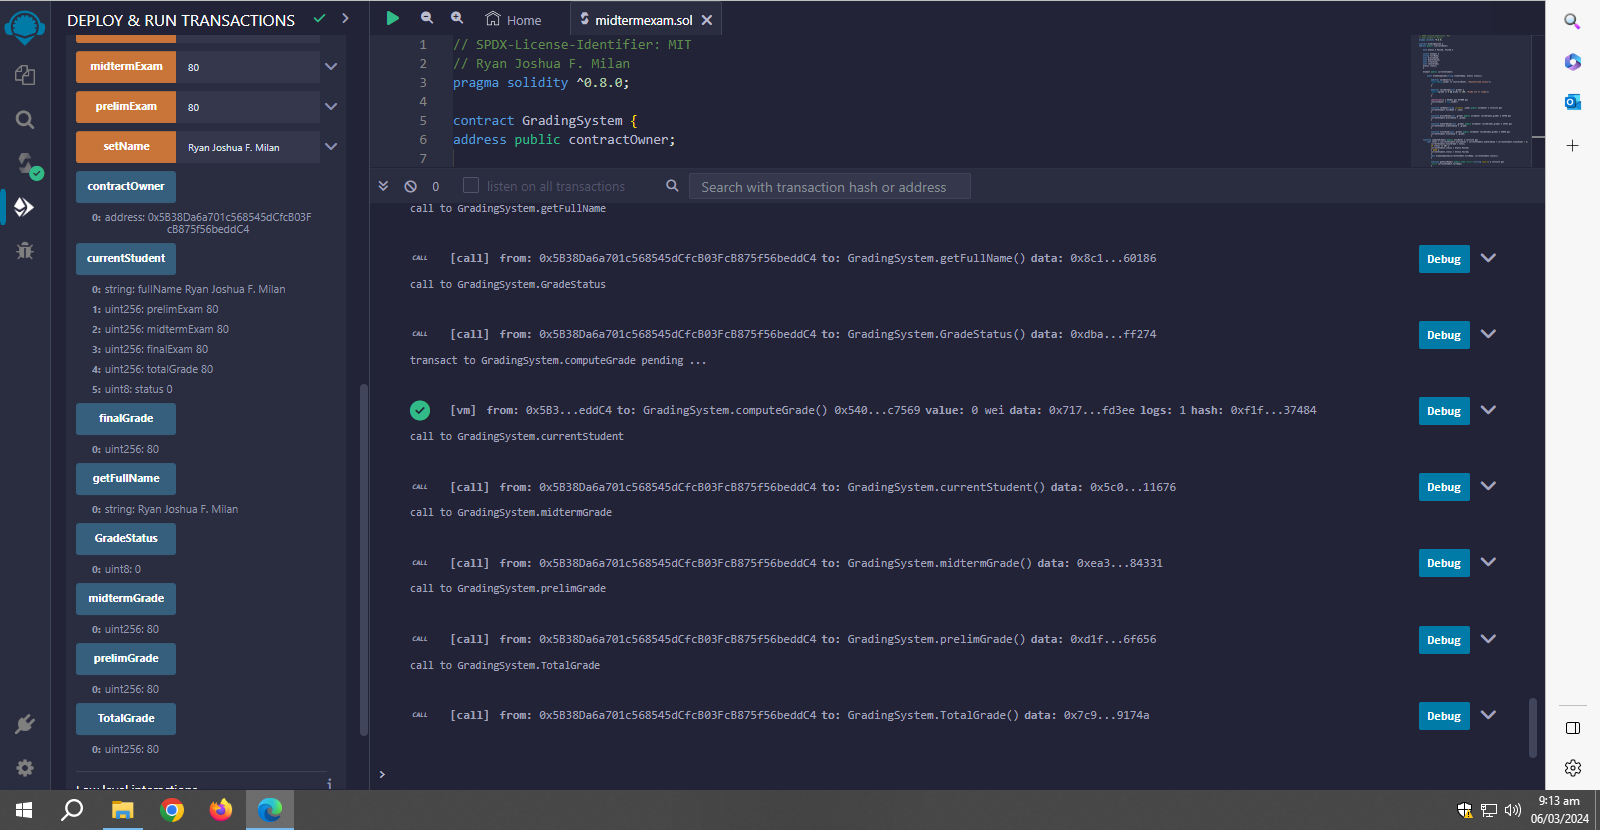 DEPLOY & RUN TRANSACTIONS
midtermExam 80
prelimExam 80
setName Ryan Joshua F. Milan
contractOwner
0: address: 0x5B38Da6a701c568545dCfcB03F
cB875f56beddC4
currentStudent
0: string: fullName Ryan Joshua F. Milan
1: uint256: prelimExam 80
2: uint256: midtermExam 80
3: uint256: finalExam 80
4: uint256: totalGrade 80
5: uint8: status 0
finalGrade
0: uint256: 80
getFullName
0: string: Ryan Joshua F. Milan
GradeStatus
0: uint8: 0
midtermGrade
0: uint256: 80
prelimGrade
0: uint256: 80
TotalGrade
0: uint256: 80
Low level interactions
i
Home
midtermexam.sol
1 // SPDX-License-Identifier: MIT
2 // Ryan Joshua F. Milan
3 pragma solidity ^0.8.0;
4
5 contract GradingSystem {
6 address public contractOwner;
7
0 listen on all transactions Search with transaction hash or address
call to GradingSystem.getFullName
CALL [call] from: 0x5B38Da6a701c568545dCfcB03FcB875f56beddC4 to: GradingSystem.getFullName() data: 0x8c1...60186 Debug
call to GradingSystem.GradeStatus
CALL [call] from: 0x5B38Da6a701c568545dCfcB03FcB875f56beddC4 to: GradingSystem.GradeStatus() data: 0xdba...ff274 Debug
transact to GradingSystem.computeGrade pending ...
[vm] from: 0x5B3...eddC4 to: GradingSystem.computeGrade() 0x540...c7569 value: 0 wei data: 0x717...fd3ee logs: 1 hash: 0xf1f...37484 Debug
call to GradingSystem.currentStudent
CALL [call] from: 0x5B38Da6a701c568545dCfcB03FcB875f56beddC4 to: GradingSystem.currentStudent() data: 0x5c0...11676 Debug
call to GradingSystem.midtermGrade
CALL [call] from: 0x5B38Da6a701c568545dCfcB03FcB875f56beddC4 to: GradingSystem.midtermGrade() data: 0xea3...84331 Debug
call to GradingSystem.prelimGrade
CALL [call] from: 0x5B38Da6a701c568545dCfcB03FcB875f56beddC4 to: GradingSystem.prelimGrade() data: 0xd1f...6f656 Debug
call to GradingSystem.TotalGrade
CALL [call] from: 0x5B38Da6a701c568545dCfcB03FcB875f56beddC4 to: GradingSystem.TotalGrade() data: 0x7c9...9174a Debug
>
9:13 am
06/03/2024